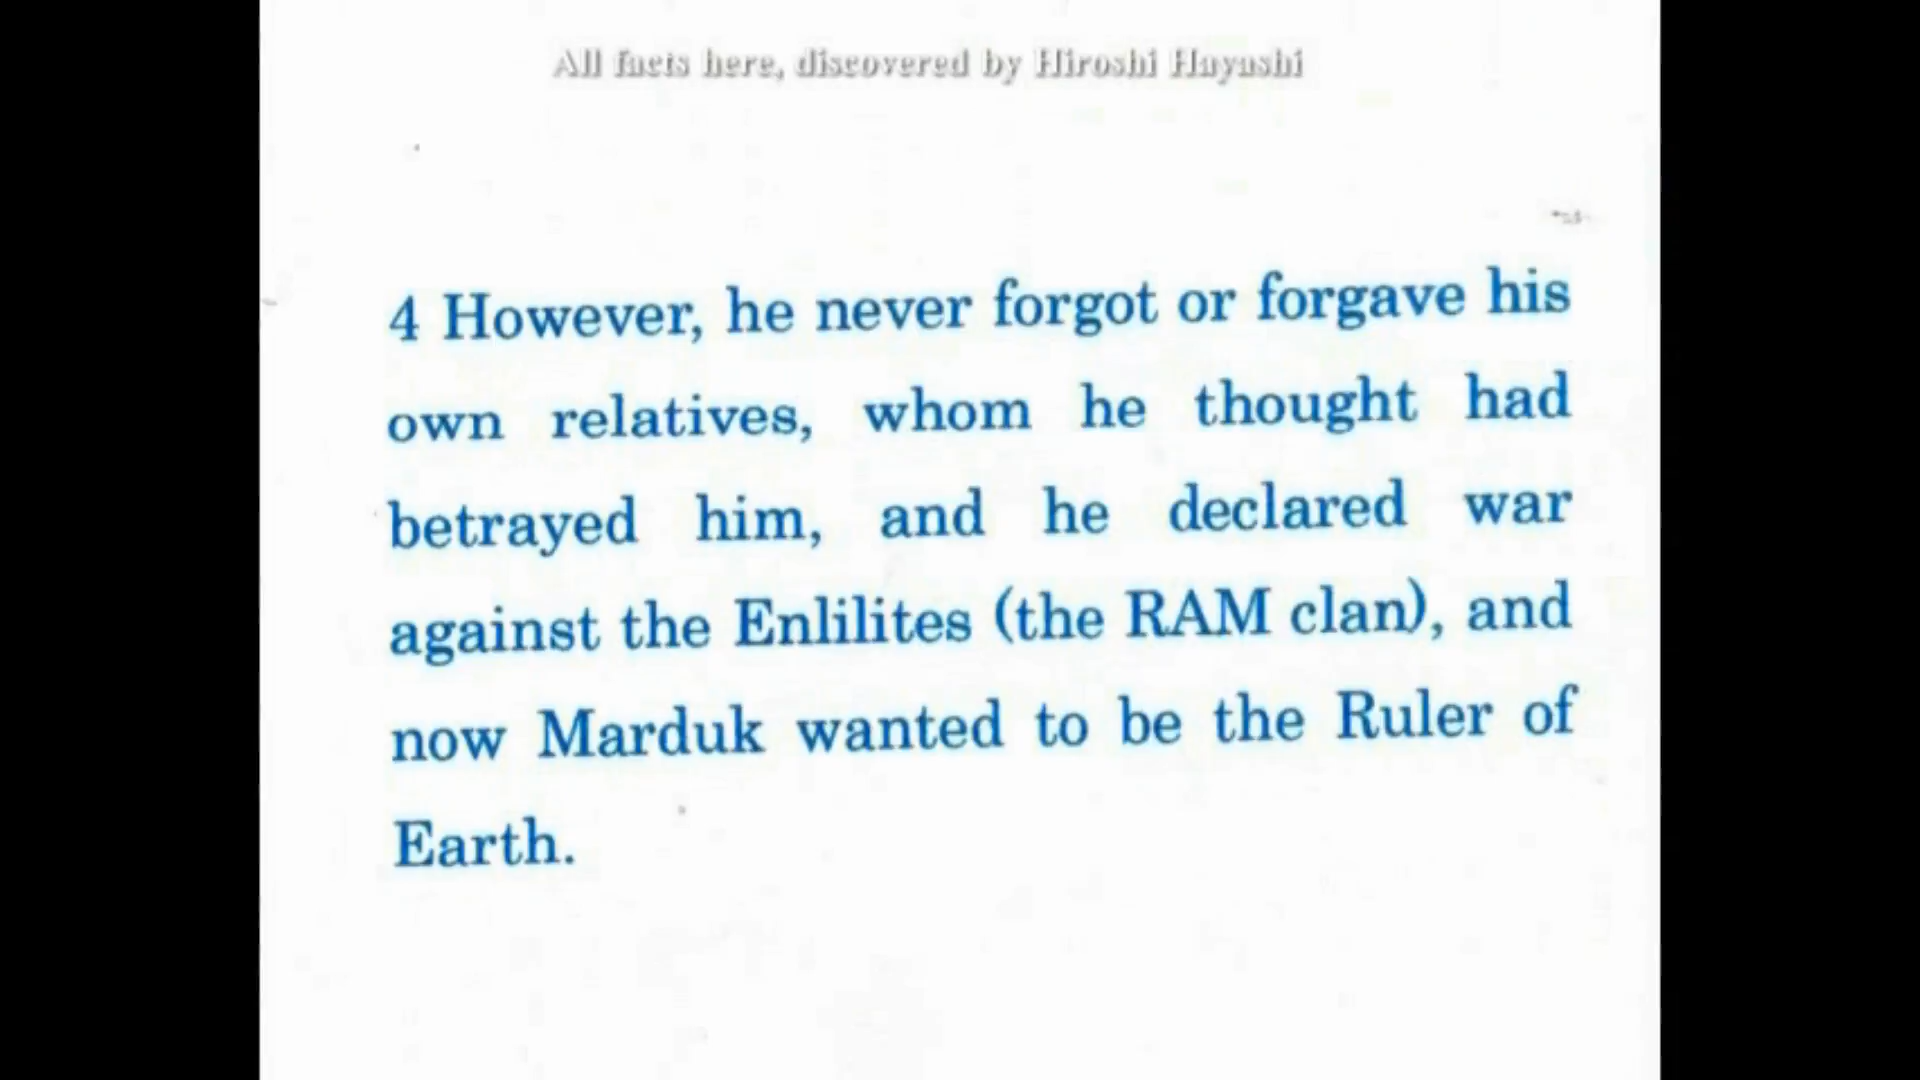 All facts here, discovered by Hiroshi Hayashi
4 However, he never forgot or forgave his
own relatives, whom he thought had
betrayed him, and he declared war
against the Enlilites (the RAM clan), and
now Marduk wanted to be the Ruler of
Earth.